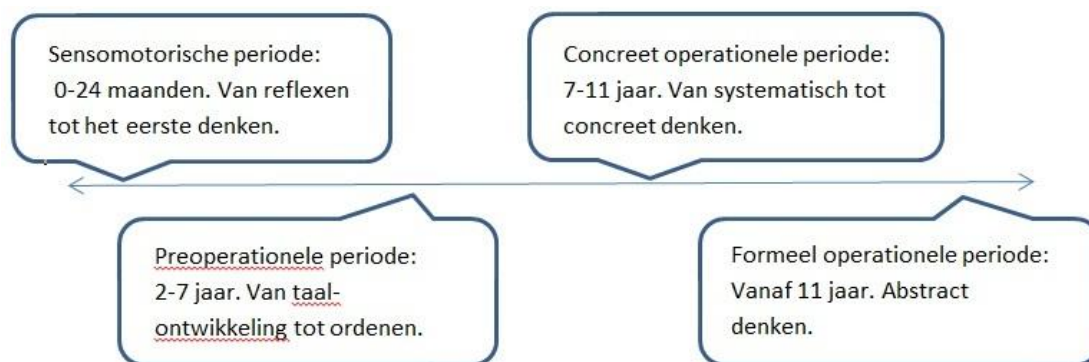 Sensomotorische periode:
0-24 maanden. Van reflexen
tot het eerste denken.
Concreet operationele periode:
7-11 jaar. Van systematisch tot
concreet denken.
Preoperationele periode:
2-7 jaar. Van taal-
ontwikkeling tot ordenen.
Formeel operationele periode:
Vanaf 11 jaar. Abstract
denken.